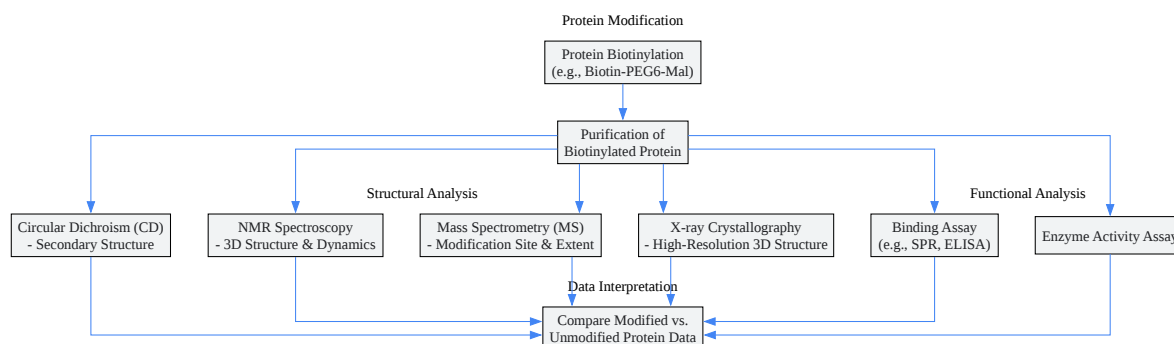 Protein Modification
Protein Biotinylation
(e.g., Biotin-PEG6-Mal)
Purification of
Biotinylated Protein
Structural Analysis
Functional Analysis
Circular Dichroism (CD)
- Secondary Structure
NMR Spectroscopy
- 3D Structure & Dynamics
Mass Spectrometry (MS)
- Modification Site & Extent
X-ray Crystallography
- High-Resolution 3D Structure
Binding Assay
(e.g., SPR, ELISA)
Enzyme Activity Assay
Data Interpretation
Compare Modified vs.
Unmodified Protein Data